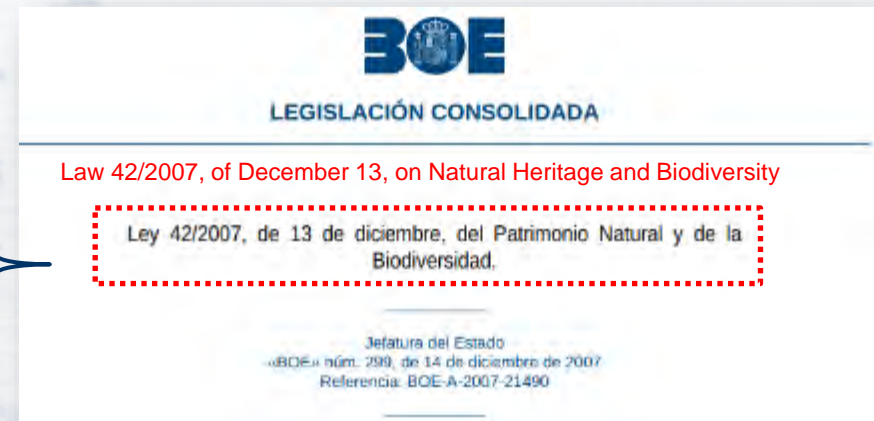 BOE
LEGISLACIÓN CONSOLIDADA
Law 42/2007, of December 13, on Natural Heritage and Biodiversity
Ley 42/2007, de 13 de diciembre, del Patrimonio Natural y de la
Biodiversidad.
Jefatura del Estado
«BOE» núm. 299, de 14 de diciembre de 2007
Referencia: BOE-A-2007-21490